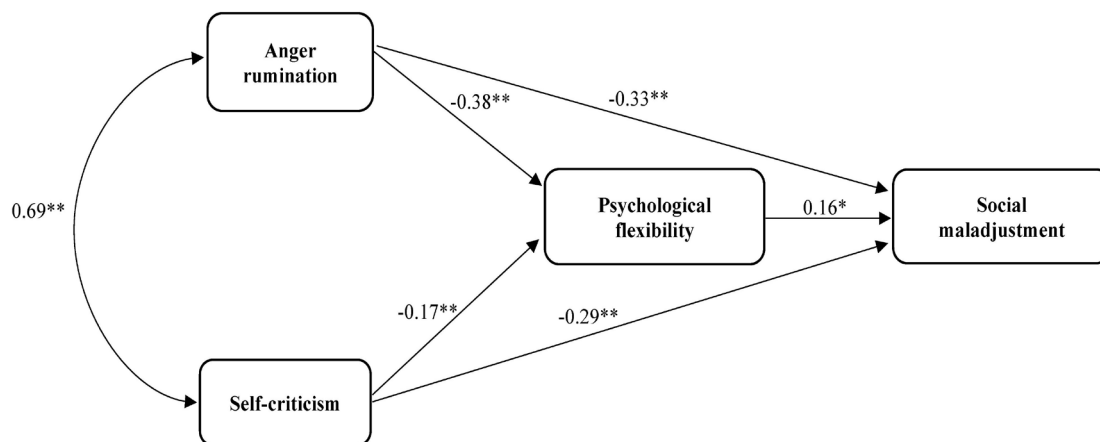 Anger
rumination
-0.38**
-0.33**
0.69**
Psychological
flexibility
0.16*
Social
maladjustment
-0.17**
-0.29**
Self-criticism